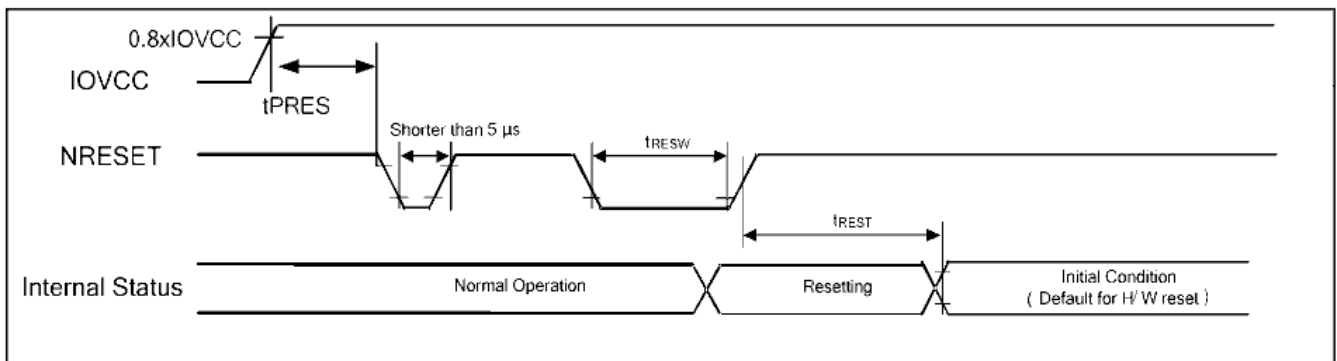 0.8xIOVCC
IOVCC
tPRES
Shorter than 5 µs
NRESET
tRESW
tREST
Internal Status
Normal Operation
Resetting
Initial Condition
( Default for H/ W reset )